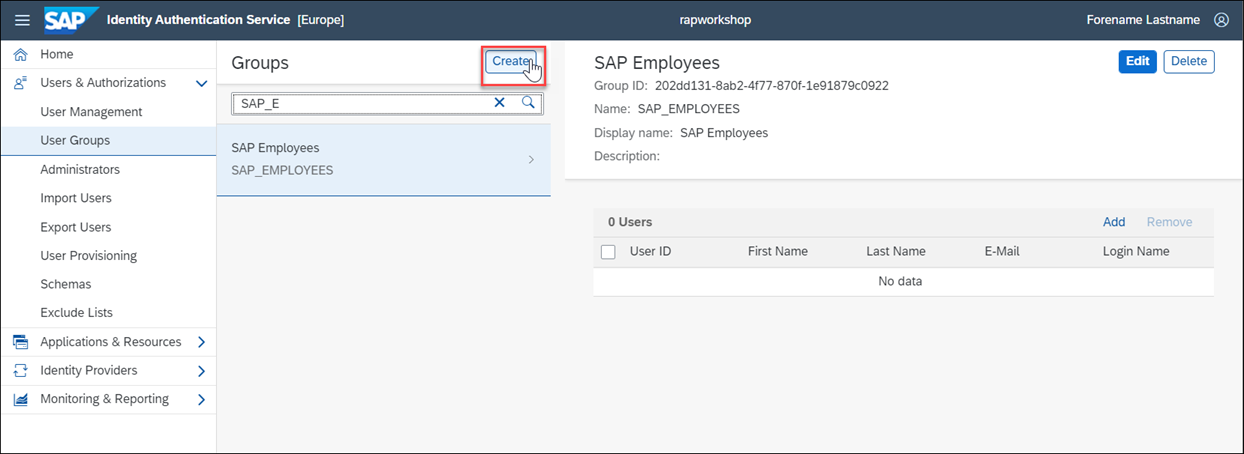 SAP Identity Authentication Service [Europe] rapworkshop Forename Lastname
Home
Users & Authorizations
User Management
User Groups
Administrators
Import Users
Export Users
User Provisioning
Schemas
Exclude Lists
Applications & Resources
Identity Providers
Monitoring & Reporting
Groups Create
SAP_E
SAP Employees
SAP_EMPLOYEES
SAP Employees Edit Delete
Group ID: 202dd131-8ab2-4f77-870f-1e91879c0922
Name: SAP_EMPLOYEES
Display name: SAP Employees
Description:
0 Users Add Remove
User ID First Name Last Name E-Mail Login Name
No data